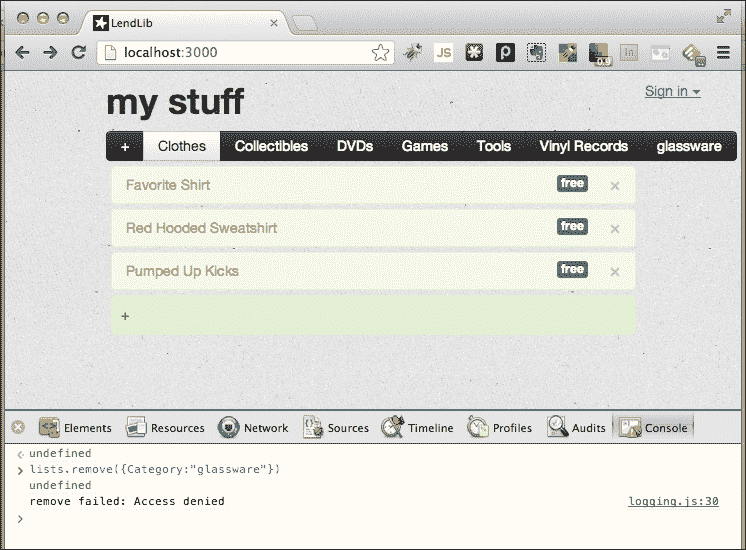 LendLib
localhost:3000
JS
my stuff
Sign in
+ Clothes Collectibles DVDs Games Tools Vinyl Records glassware
Favorite Shirt free ×
Red Hooded Sweatshirt free ×
Pumped Up Kicks free ×
+
Elements Resources Network Sources Timeline Profiles Audits Console
undefined
lists.remove({Category:"glassware"})
undefined
remove failed: Access denied logging.js:30